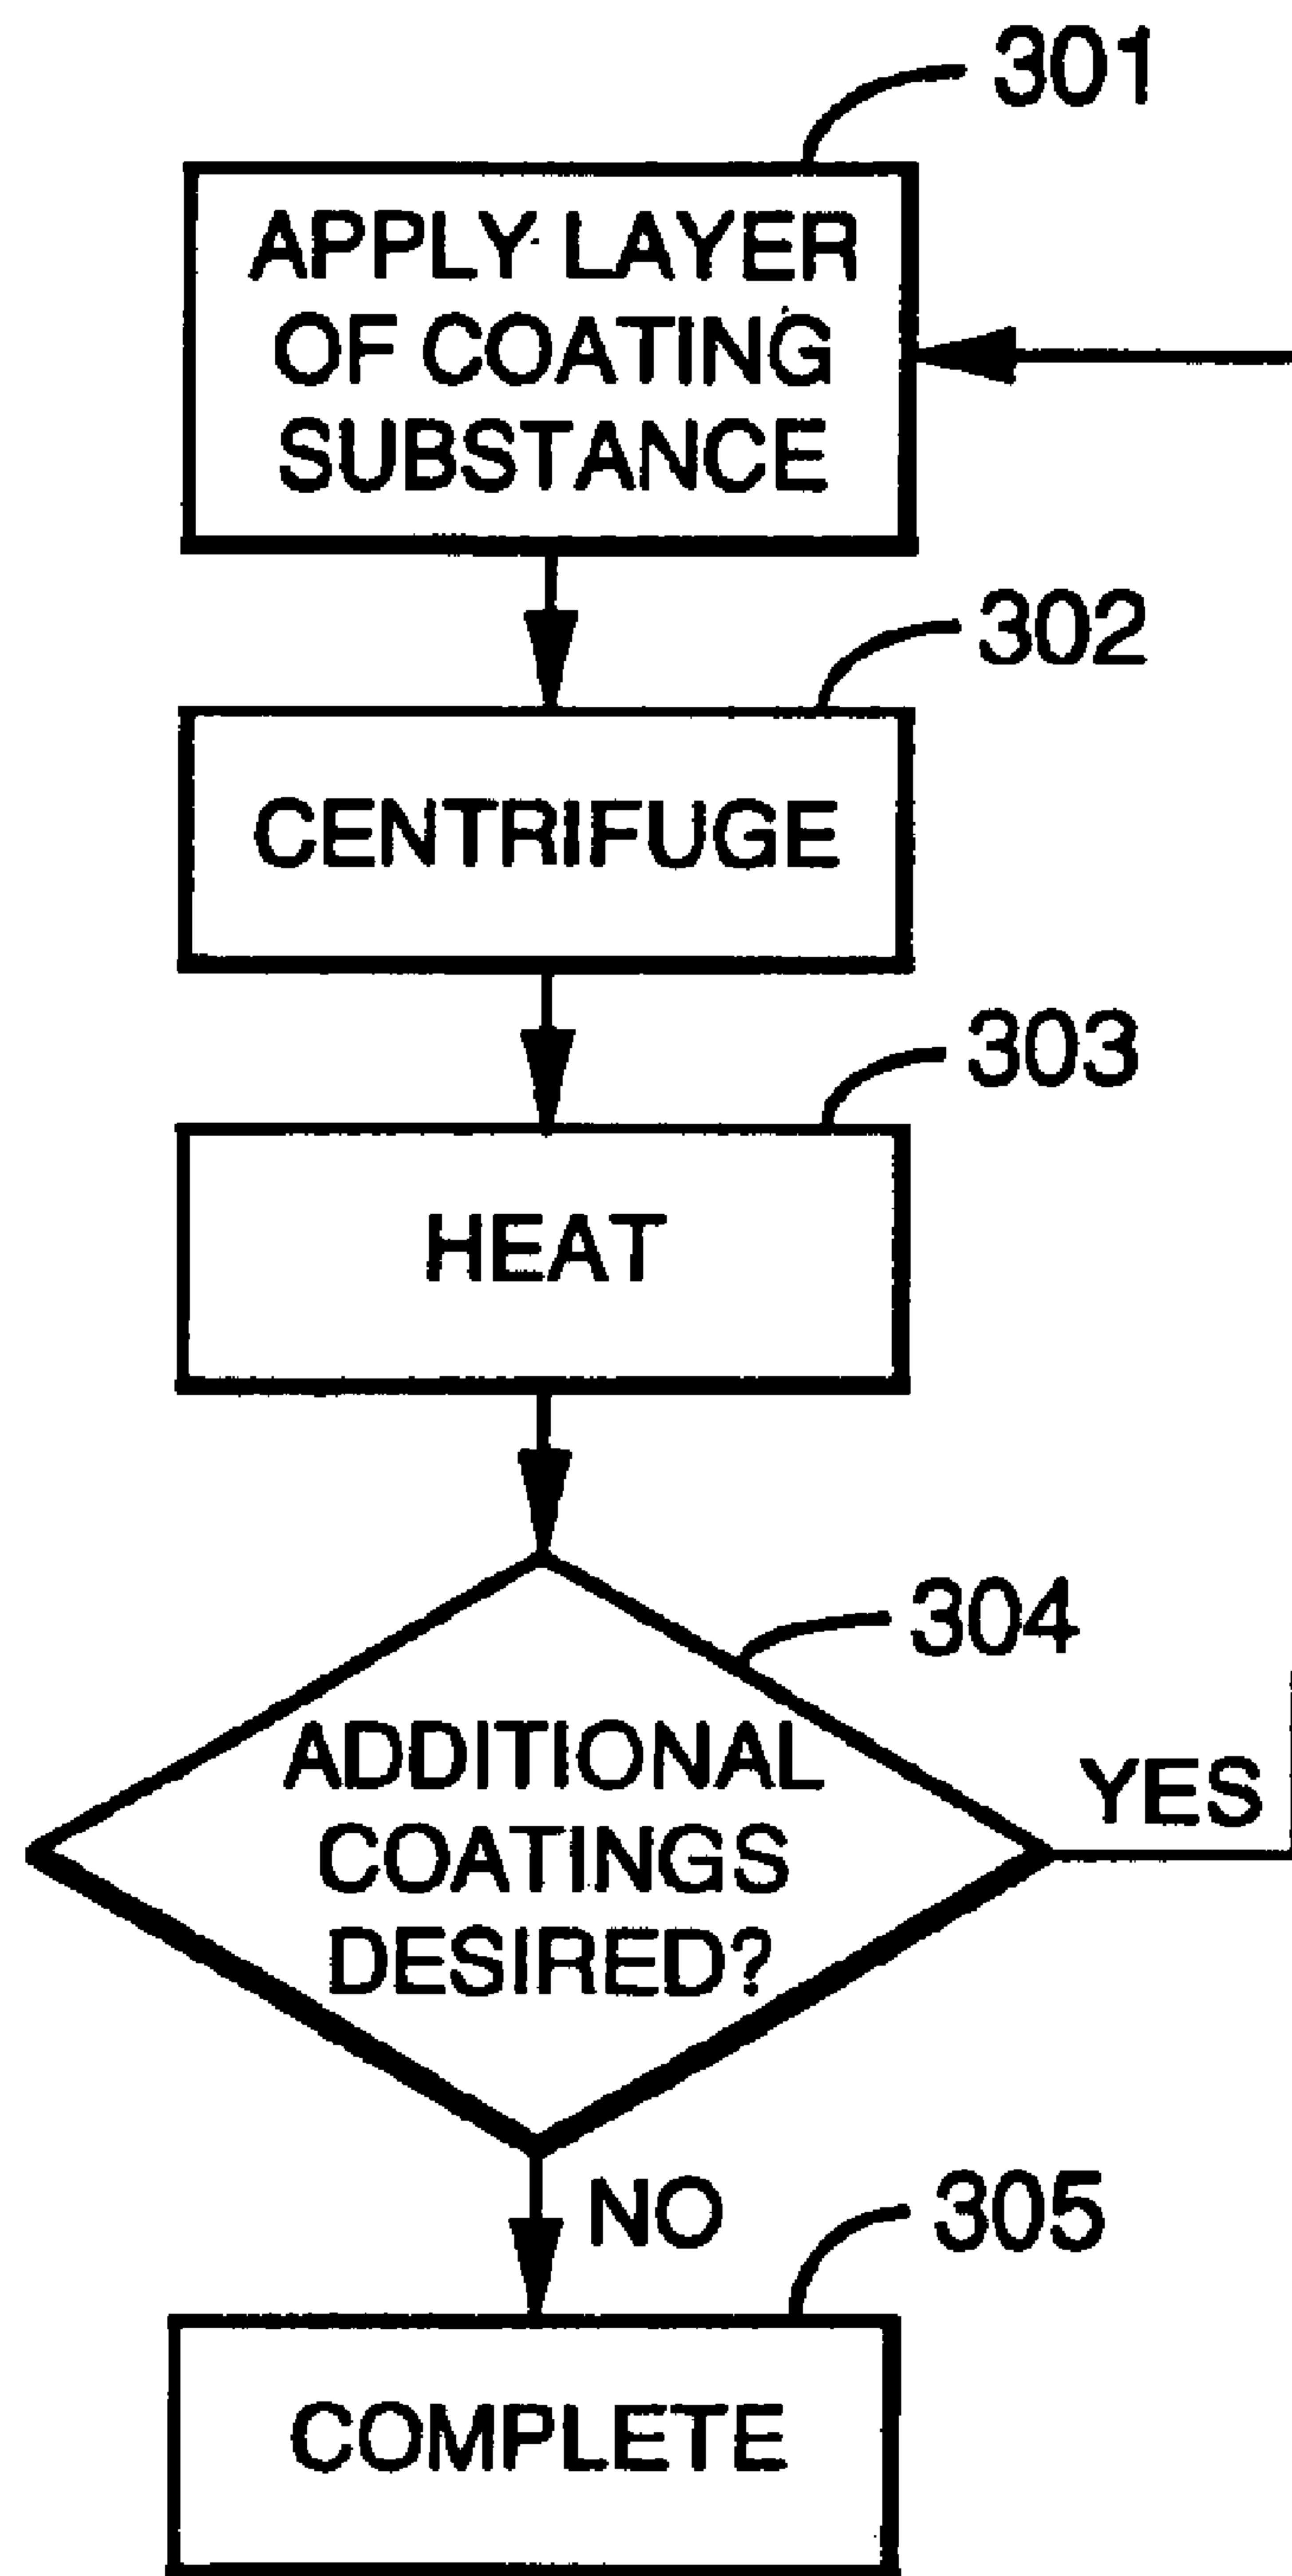 301
APPLY LAYER
OF COATING
SUBSTANCE
302
CENTRIFUGE
303
HEAT
304
ADDITIONAL
COATINGS
DESIRED?
YES
NO
305
COMPLETE